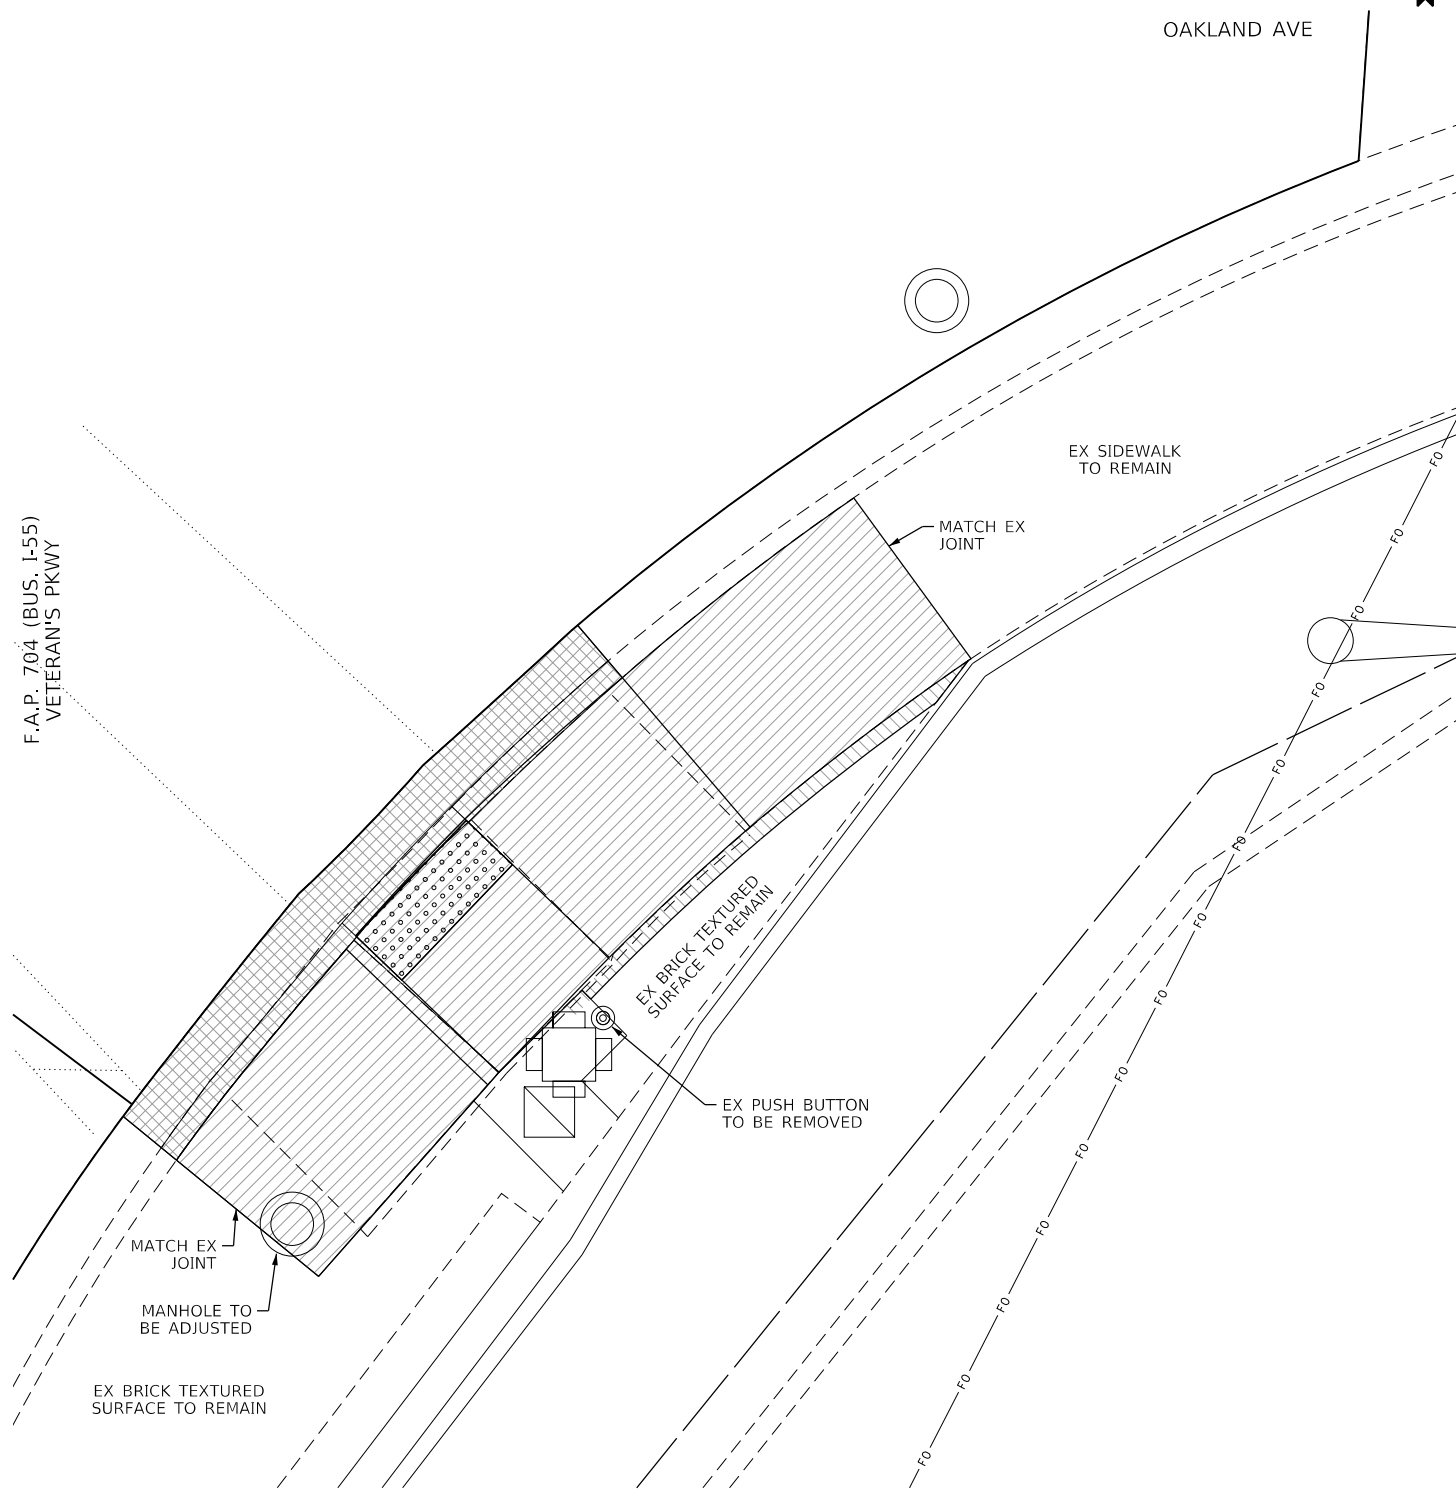 OAKLAND AVE
EX SIDEWALK
TO REMAIN
MATCH EX
JOINT
F.A.P. 704 (BUS. I-55)
VETERAN'S PKWY
EX BRICK TEXTURED
SURFACE TO REMAIN
EX PUSH BUTTON
TO BE REMOVED
MATCH EX
JOINT
MANHOLE TO
BE ADJUSTED
EX BRICK TEXTURED
SURFACE TO REMAIN
FO
FO
FO
FO
FO
FO
FO
FO
FO
FO
FO
FO
FO
FO